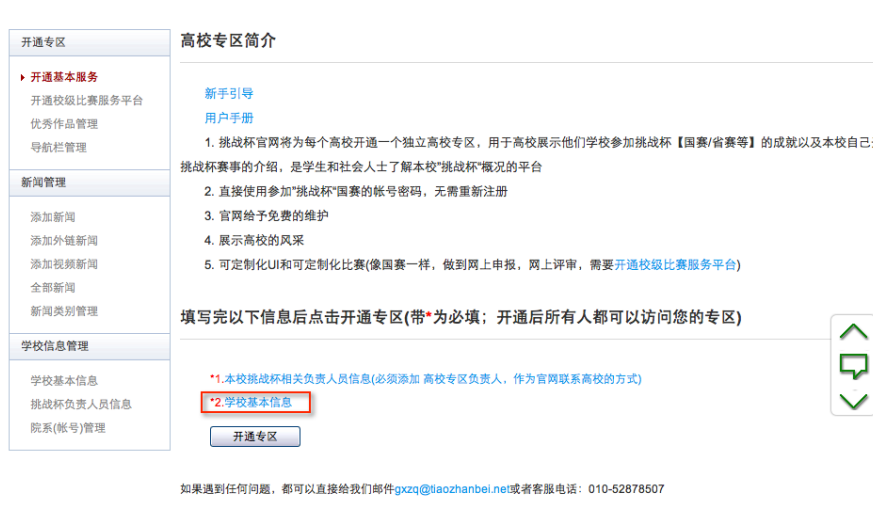 开通专区
开通基本服务
开通校级比赛服务平台
优秀作品管理
导航栏管理
新闻管理
添加新闻
添加外链新闻
添加视频新闻
全部新闻
新闻类别管理
学校信息管理
学校基本信息
挑战杯负责人员信息
院系(帐号)管理
高校专区简介
新手引导
用户手册
1. 挑战杯官网将为每个高校开通一个独立高校专区，用于高校展示他们学校参加挑战杯【国赛/省赛等】的成就以及本校自己
挑战杯赛事的介绍，是学生和社会人士了解本校"挑战杯"概况的平台
2. 直接使用参加"挑战杯"国赛的帐号密码，无需重新注册
3. 官网给予免费的维护
4. 展示高校的风采
5. 可定制化UI和可定制化比赛(像国赛一样，做到网上申报，网上评审，需要开通校级比赛服务平台)
填写完以下信息后点击开通专区(带*为必填；开通后所有人都可以访问您的专区)
*1.本校挑战杯相关负责人员信息(必须添加 高校专区负责人，作为官网联系高校的方式)
*2.学校基本信息
开通专区
如果遇到任何问题，都可以直接给我们邮件gxzq@tiaozhanbei.net或者客服电话：010-52878507